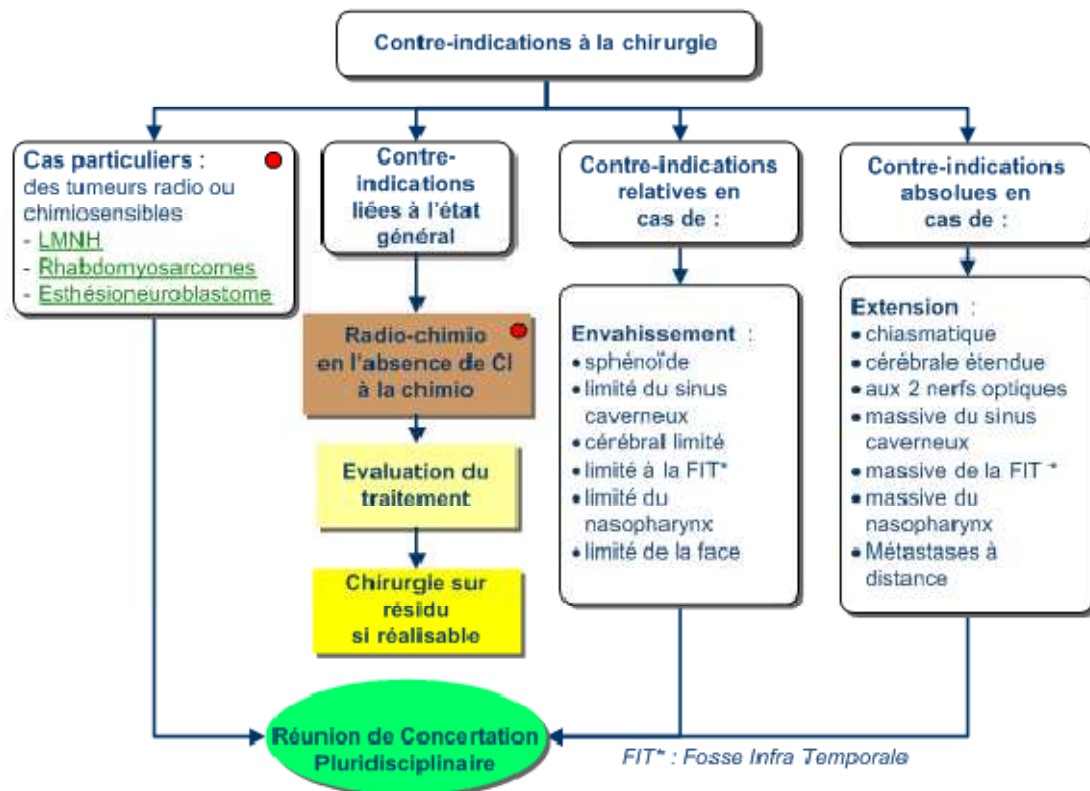 Contre-indications à la chirurgie
Cas particuliers :
des tumeurs radio ou
chimiosensibles
- LMNH
- Rhabdomyosarcomes
- Esthésioneuroblastome
Contre-
indications
liées à l'état
général
Radio-chimio
en l'absence de CI
à la chimio
Evaluation du
traitement
Chirurgie sur
résidu
si réalisable
Contre-indications
relatives en
cas de :
Envahissement :
• sphénoïde
• limité du sinus
caverneux
• cérébral limité
• limité à la FIT*
• limité du
nasopharynx
• limité de la face
Contre-indications
absolues en
cas de :
Extension :
• chiasmatique
• cérébrale étendue
• aux 2 nerfs optiques
• massive du sinus
caverneux
• massive de la FIT *
• massive du
nasopharynx
• Métastases à
distance
Réunion de Concertation
Pluridisciplinaire
FIT* : Fosse Infra Temporale